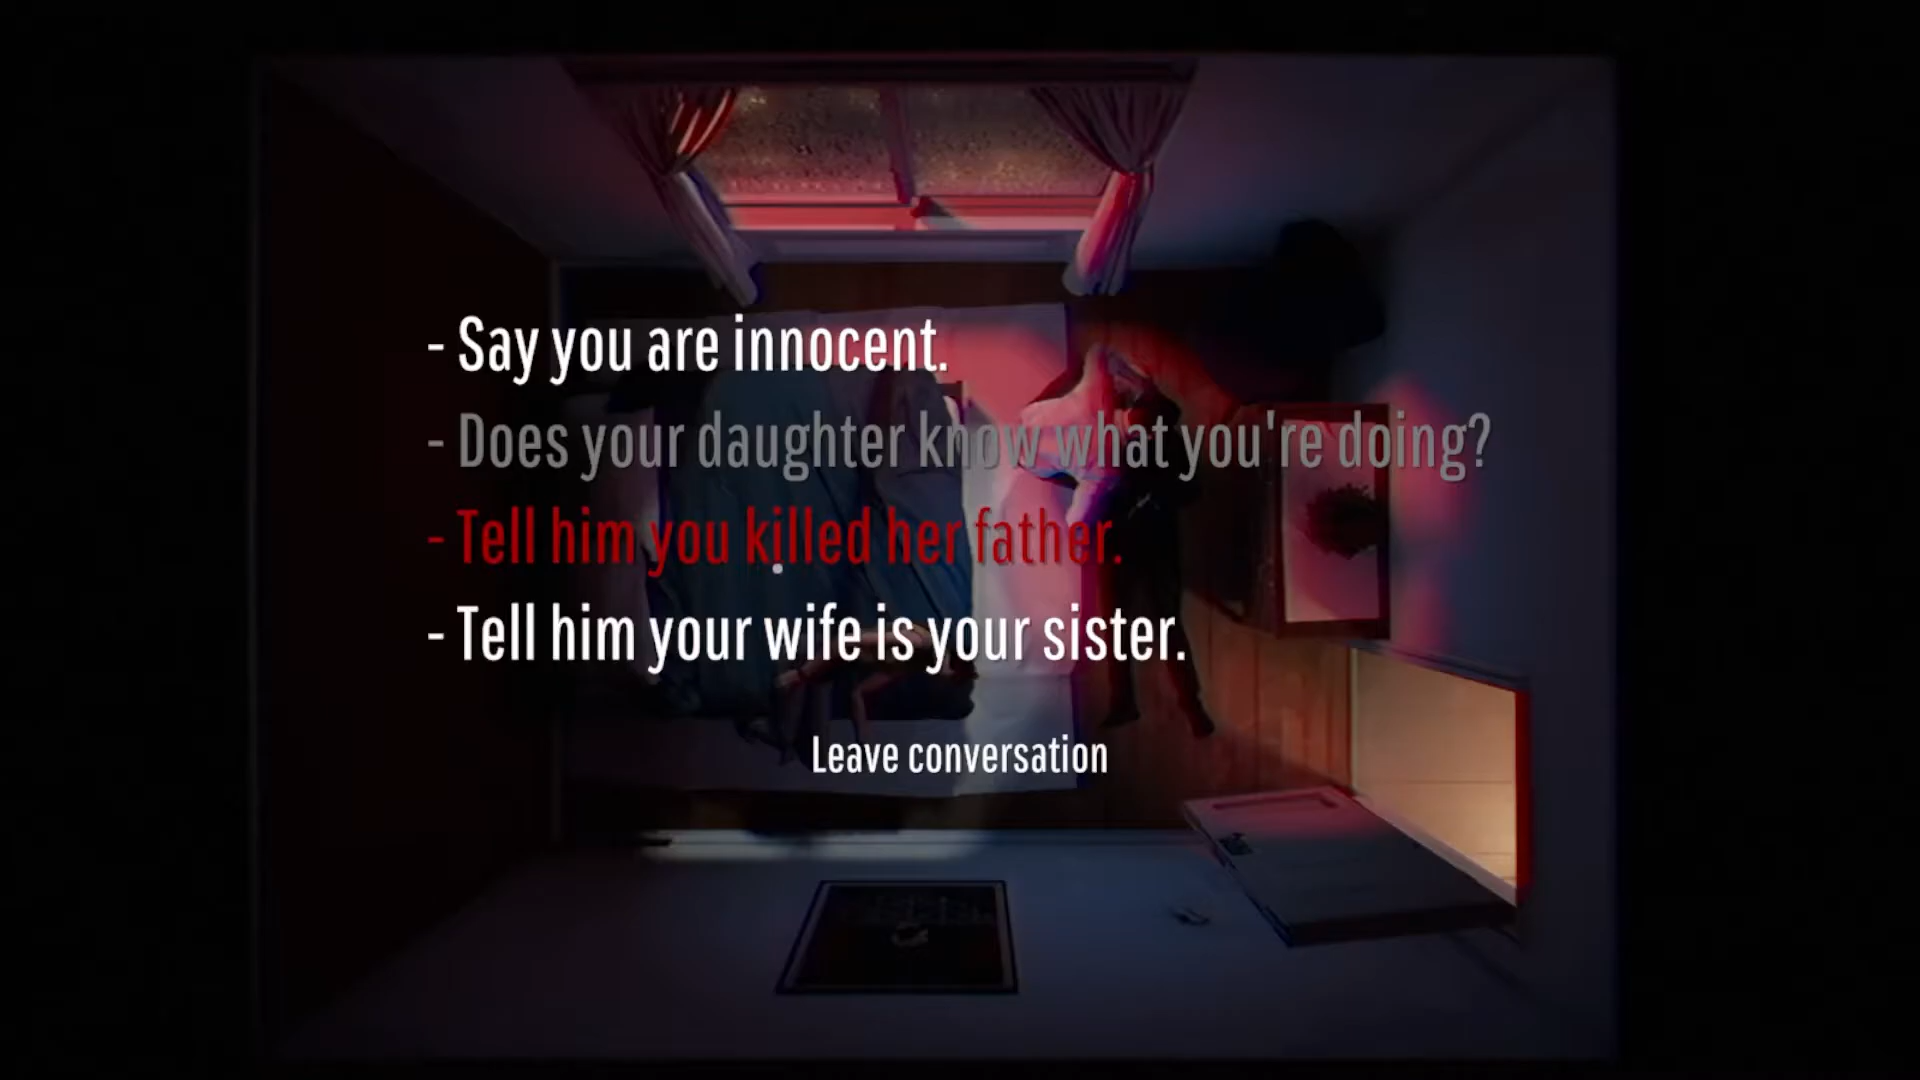 - Say you are innocent.
- Does your daughter know what you're doing?
- Tell him you killed her father.
- Tell him your wife is your sister.
Leave conversation